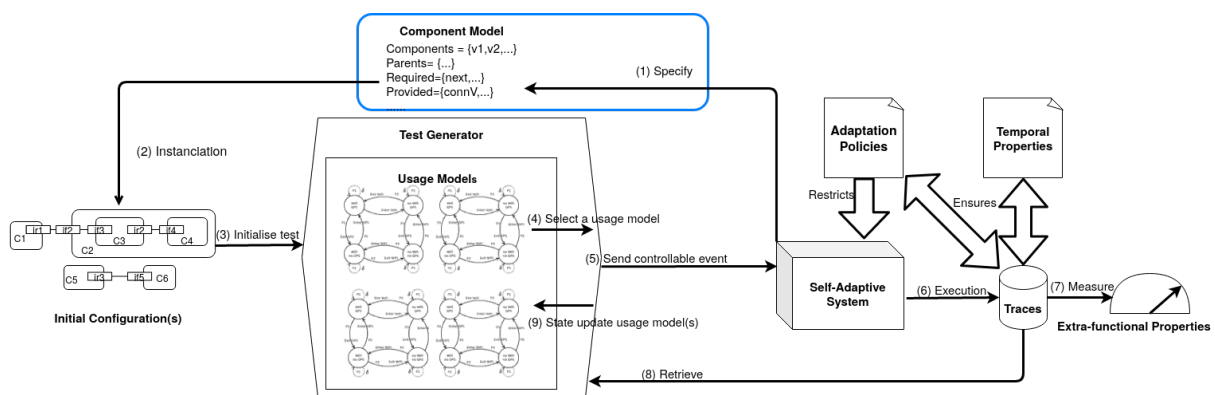 Component Model
Components = {v1,v2,...}
Parents= {...}
Required={next,...}
Provided={connV,...}
......
(1) Specify
(2) Instanciation
Test Generator
Usage Models
Adaptation
Policies
Temporal
Properties
Restricts
Ensures
C1
ir1
if2
if3
ir2
if4
C2
C3
C4
C5
ir3
if5
C6
Initial Configuration(s)
(3) Initialise test
(4) Select a usage model
(5) Send controllable event
Self-Adaptive
System
(6) Execution
Traces
(7) Measure
Extra-functional Properties
(9) State update usage model(s)
(8) Retrieve